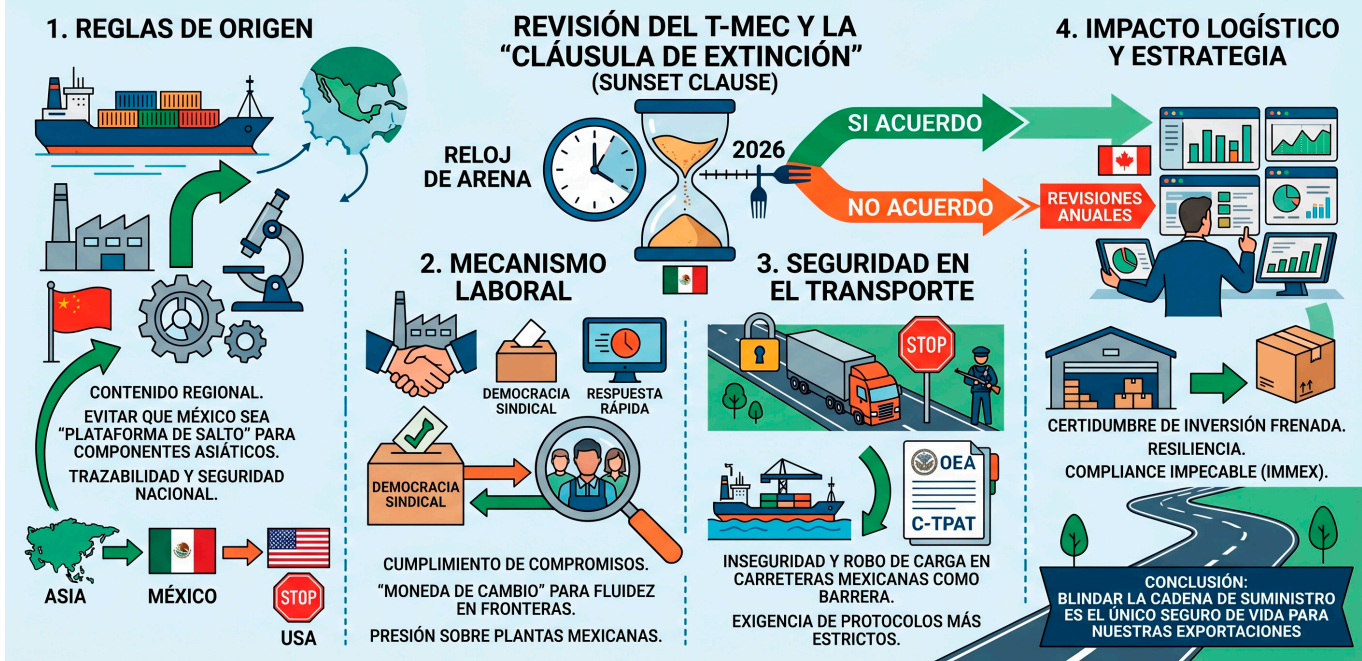 REVISIÓN DEL T-MEC Y LA
“CLÁUSULA DE EXTINCIÓN”
(SUNSET CLAUSE)
RELOJ
DE ARENA
2026
SI ACUERDO
NO ACUERDO
REVISIONES
ANUALES
1. REGLAS DE ORIGEN
CONTENIDO REGIONAL.
EVITAR QUE MÉXICO SEA
“PLATAFORMA DE SALTO” PARA
COMPONENTES ASIÁTICOS.
TRAZABILIDAD Y SEGURIDAD
NACIONAL.
ASIA
MÉXICO
STOP
USA
2. MECANISMO
LABORAL
DEMOCRACIA
SINDICAL
RESPUESTA
RÁPIDA
DEMOCRACIA
SINDICAL
CUMPLIMIENTO DE COMPROMISOS.
“MONEDA DE CAMBIO” PARA FLUIDEZ
EN FRONTERAS.
PRESIÓN SOBRE PLANTAS MEXICANAS.
3. SEGURIDAD EN
EL TRANSPORTE
STOP
OEA
C-TPAT
INSEGURIDAD Y ROBO DE CARGA EN
CARRETERAS MEXICANAS COMO
BARRERA.
EXIGENCIA DE PROTOCOLOS MÁS
ESTRICTOS.
4. IMPACTO LOGÍSTICO
Y ESTRATEGIA
CERTIDUMBRE DE INVERSIÓN FRENADA.
RESILIENCIA.
COMPLIANCE IMPECABLE (IMMEX).
CONCLUSIÓN:
BLINDAR LA CADENA DE SUMINISTRO
ES EL ÚNICO SEGURO DE VIDA PARA
NUESTRAS EXPORTACIONES